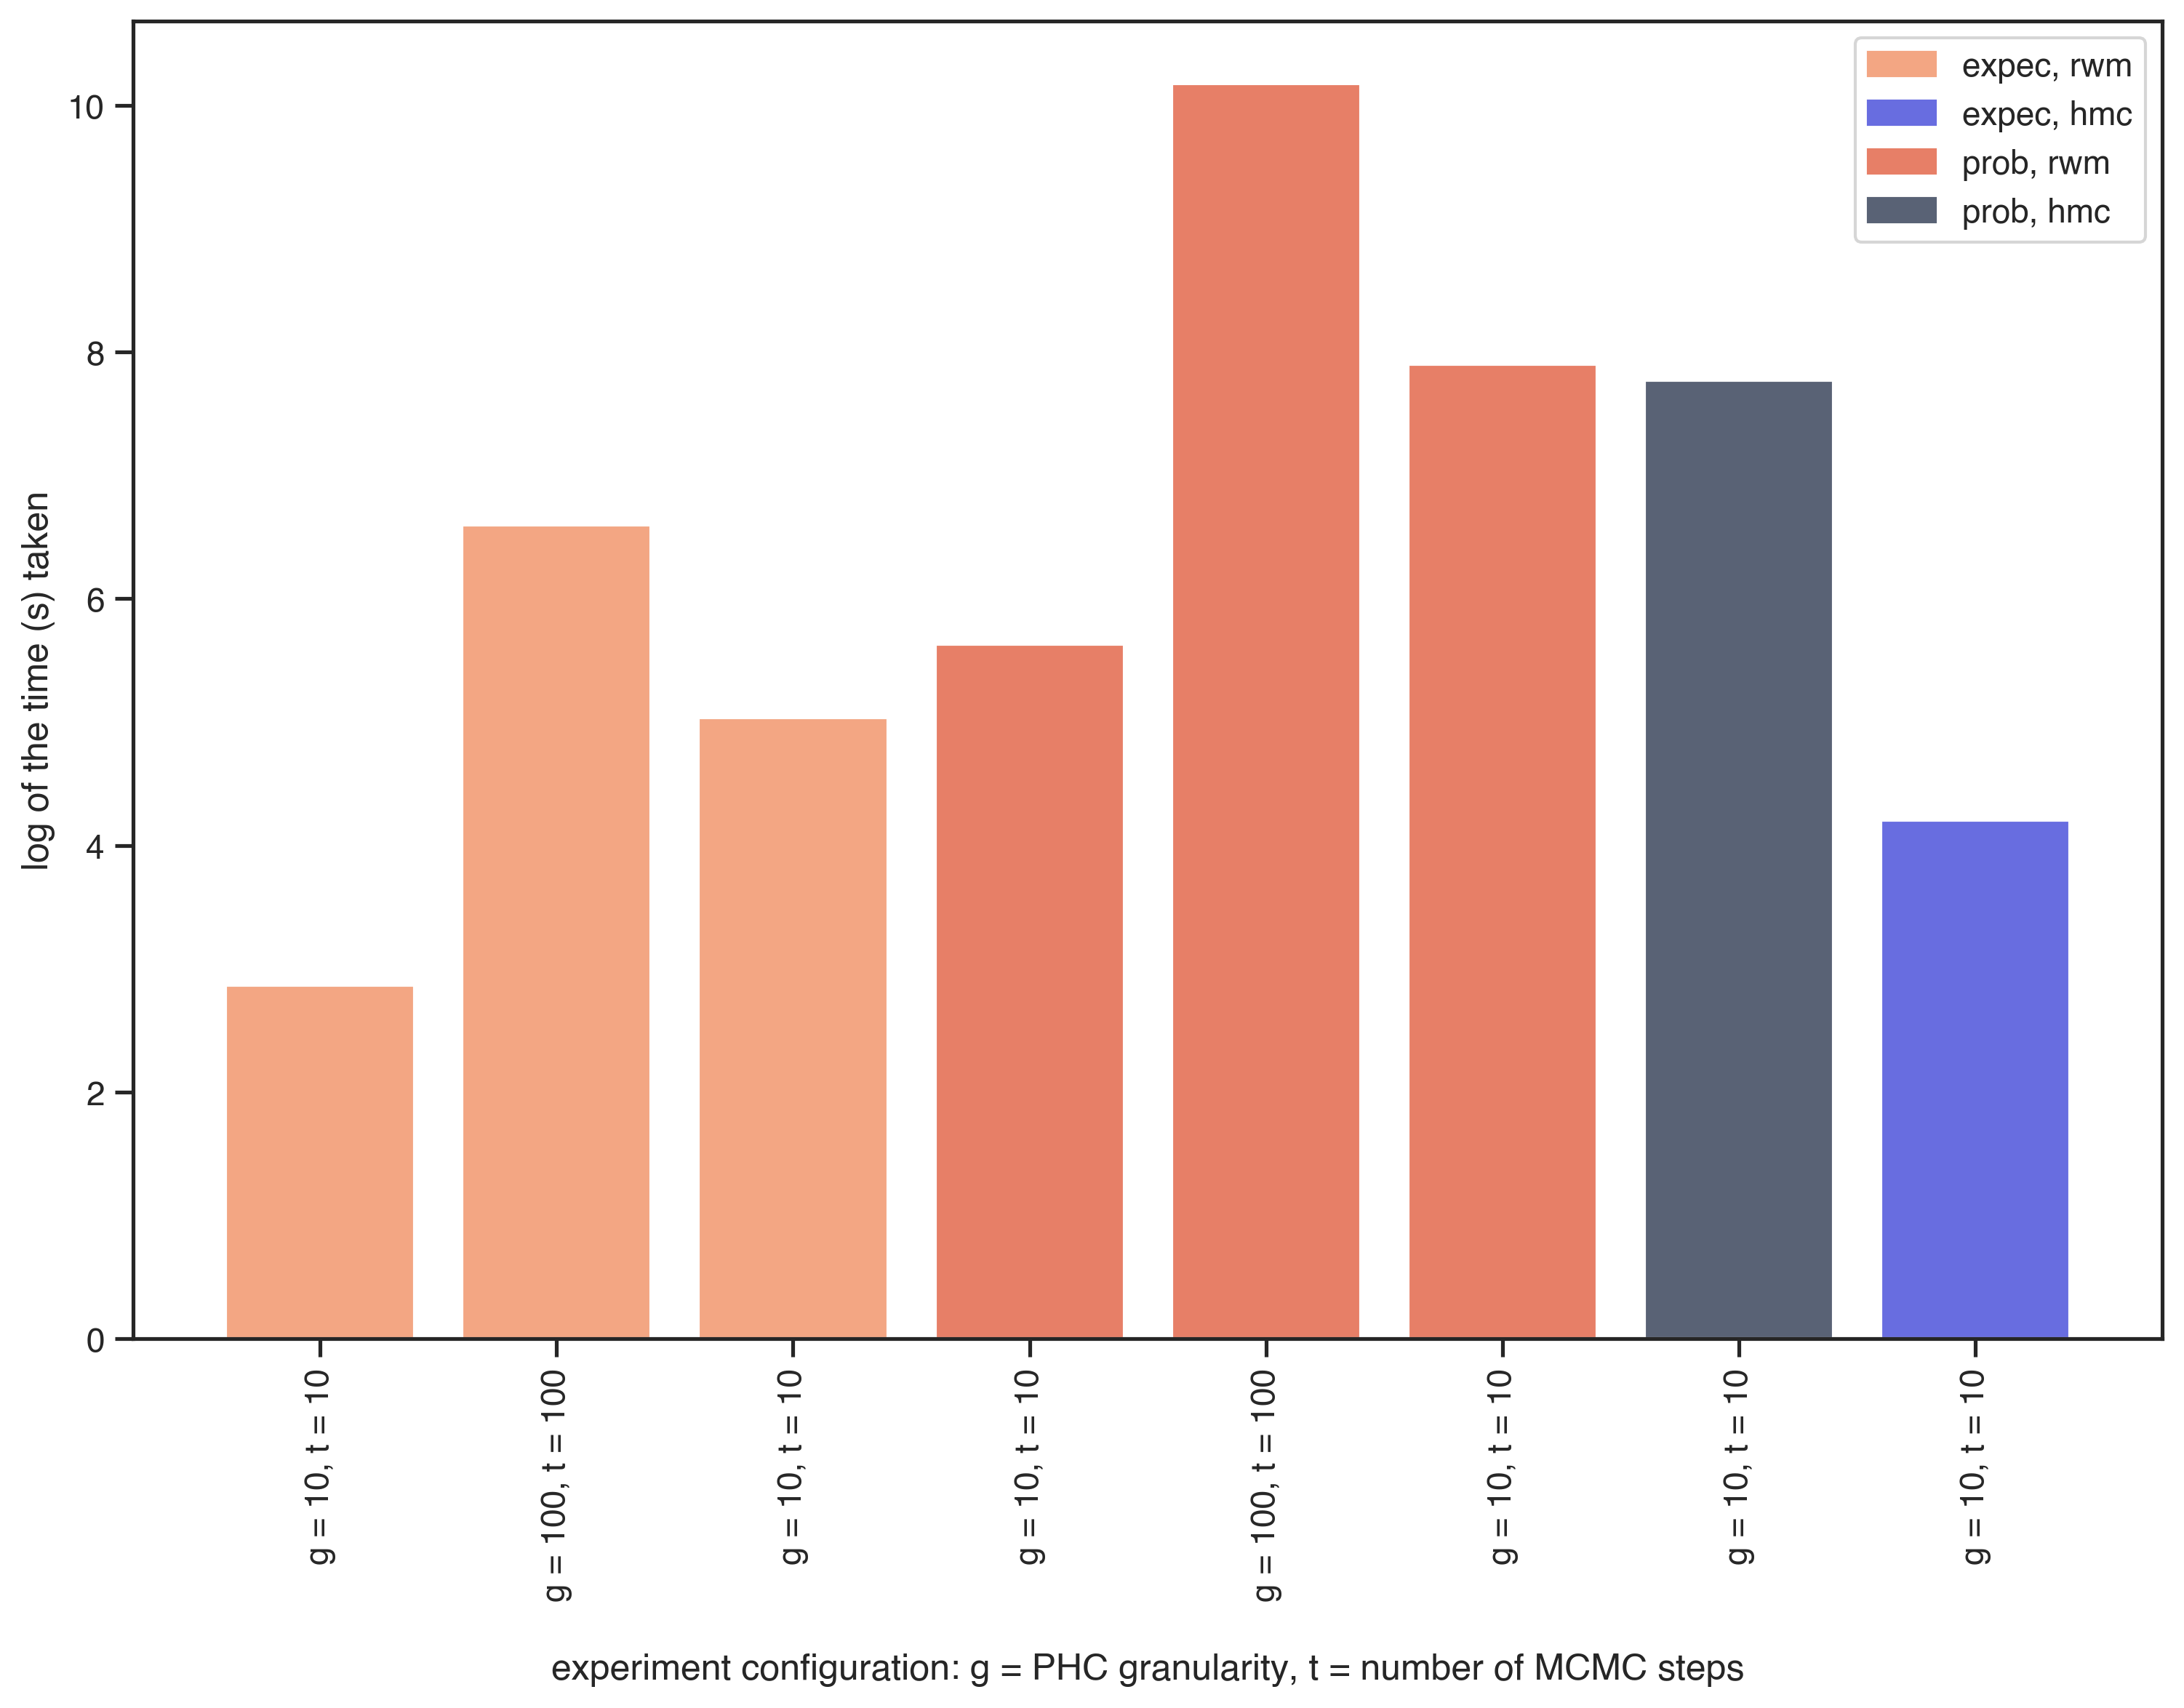 expec, rwm
expec, hmc
prob, rwm
prob, hmc
log of the time (s) taken
10
8
6
4
2
0
g = 10, t = 10
g = 100, t = 100
g = 10, t = 10
g = 10, t = 10
g = 100, t = 100
g = 10, t = 10
g = 10, t = 10
g = 10, t = 10
experiment configuration: g = PHC granularity, t = number of MCMC steps